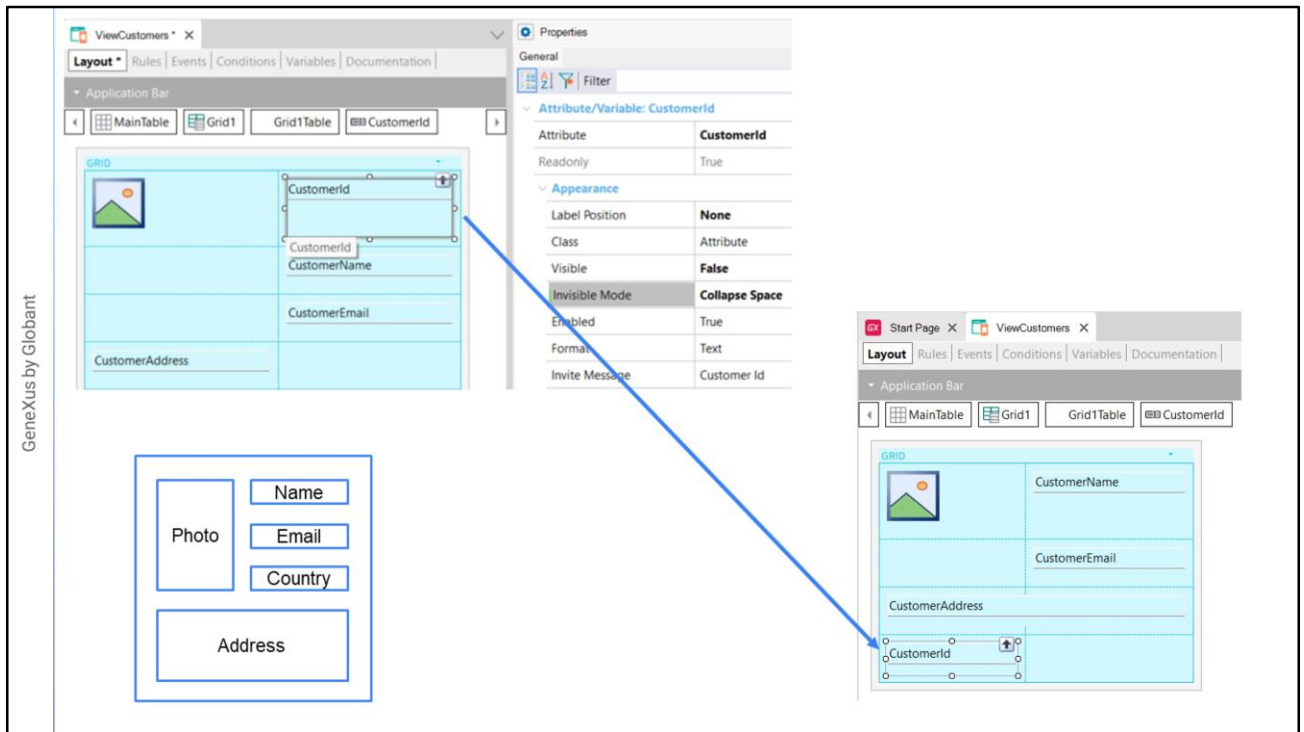 GeneXus by Globant
ViewCustomers *
Layout * Rules Events Conditions Variables Documentation
Application Bar
MainTable Grid1 Grid1Table CustomerId
GRID
CustomerId
CustomerId
CustomerName
CustomerEmail
CustomerAddress
Properties
General
Filter
Attribute/Variable: CustomerId
Attribute CustomerId
Readonly True
Appearance
Label Position None
Class Attribute
Visible False
Invisible Mode Collapse Space
Enabled True
Format Text
Invite Message Customer Id
Photo
Name
Email
Country
Address
GX Start Page ViewCustomers
Layout Rules Events Conditions Variables Documentation
Application Bar
MainTable Grid1 Grid1Table CustomerId
GRID
CustomerName
CustomerEmail
CustomerAddress
CustomerId